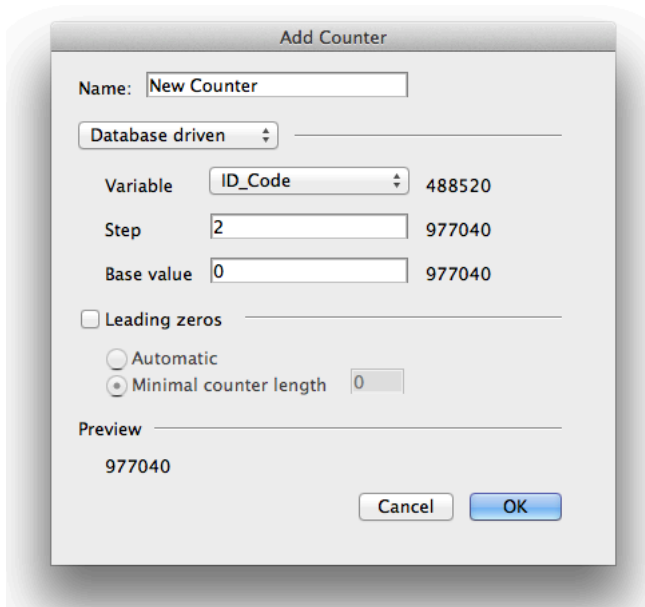 Add Counter
Name: New Counter
Database driven
Variable ID_Code 488520
Step 2 977040
Base value 0 977040
Leading zeros
Automatic
Minimal counter length 0
Preview
977040
Cancel OK